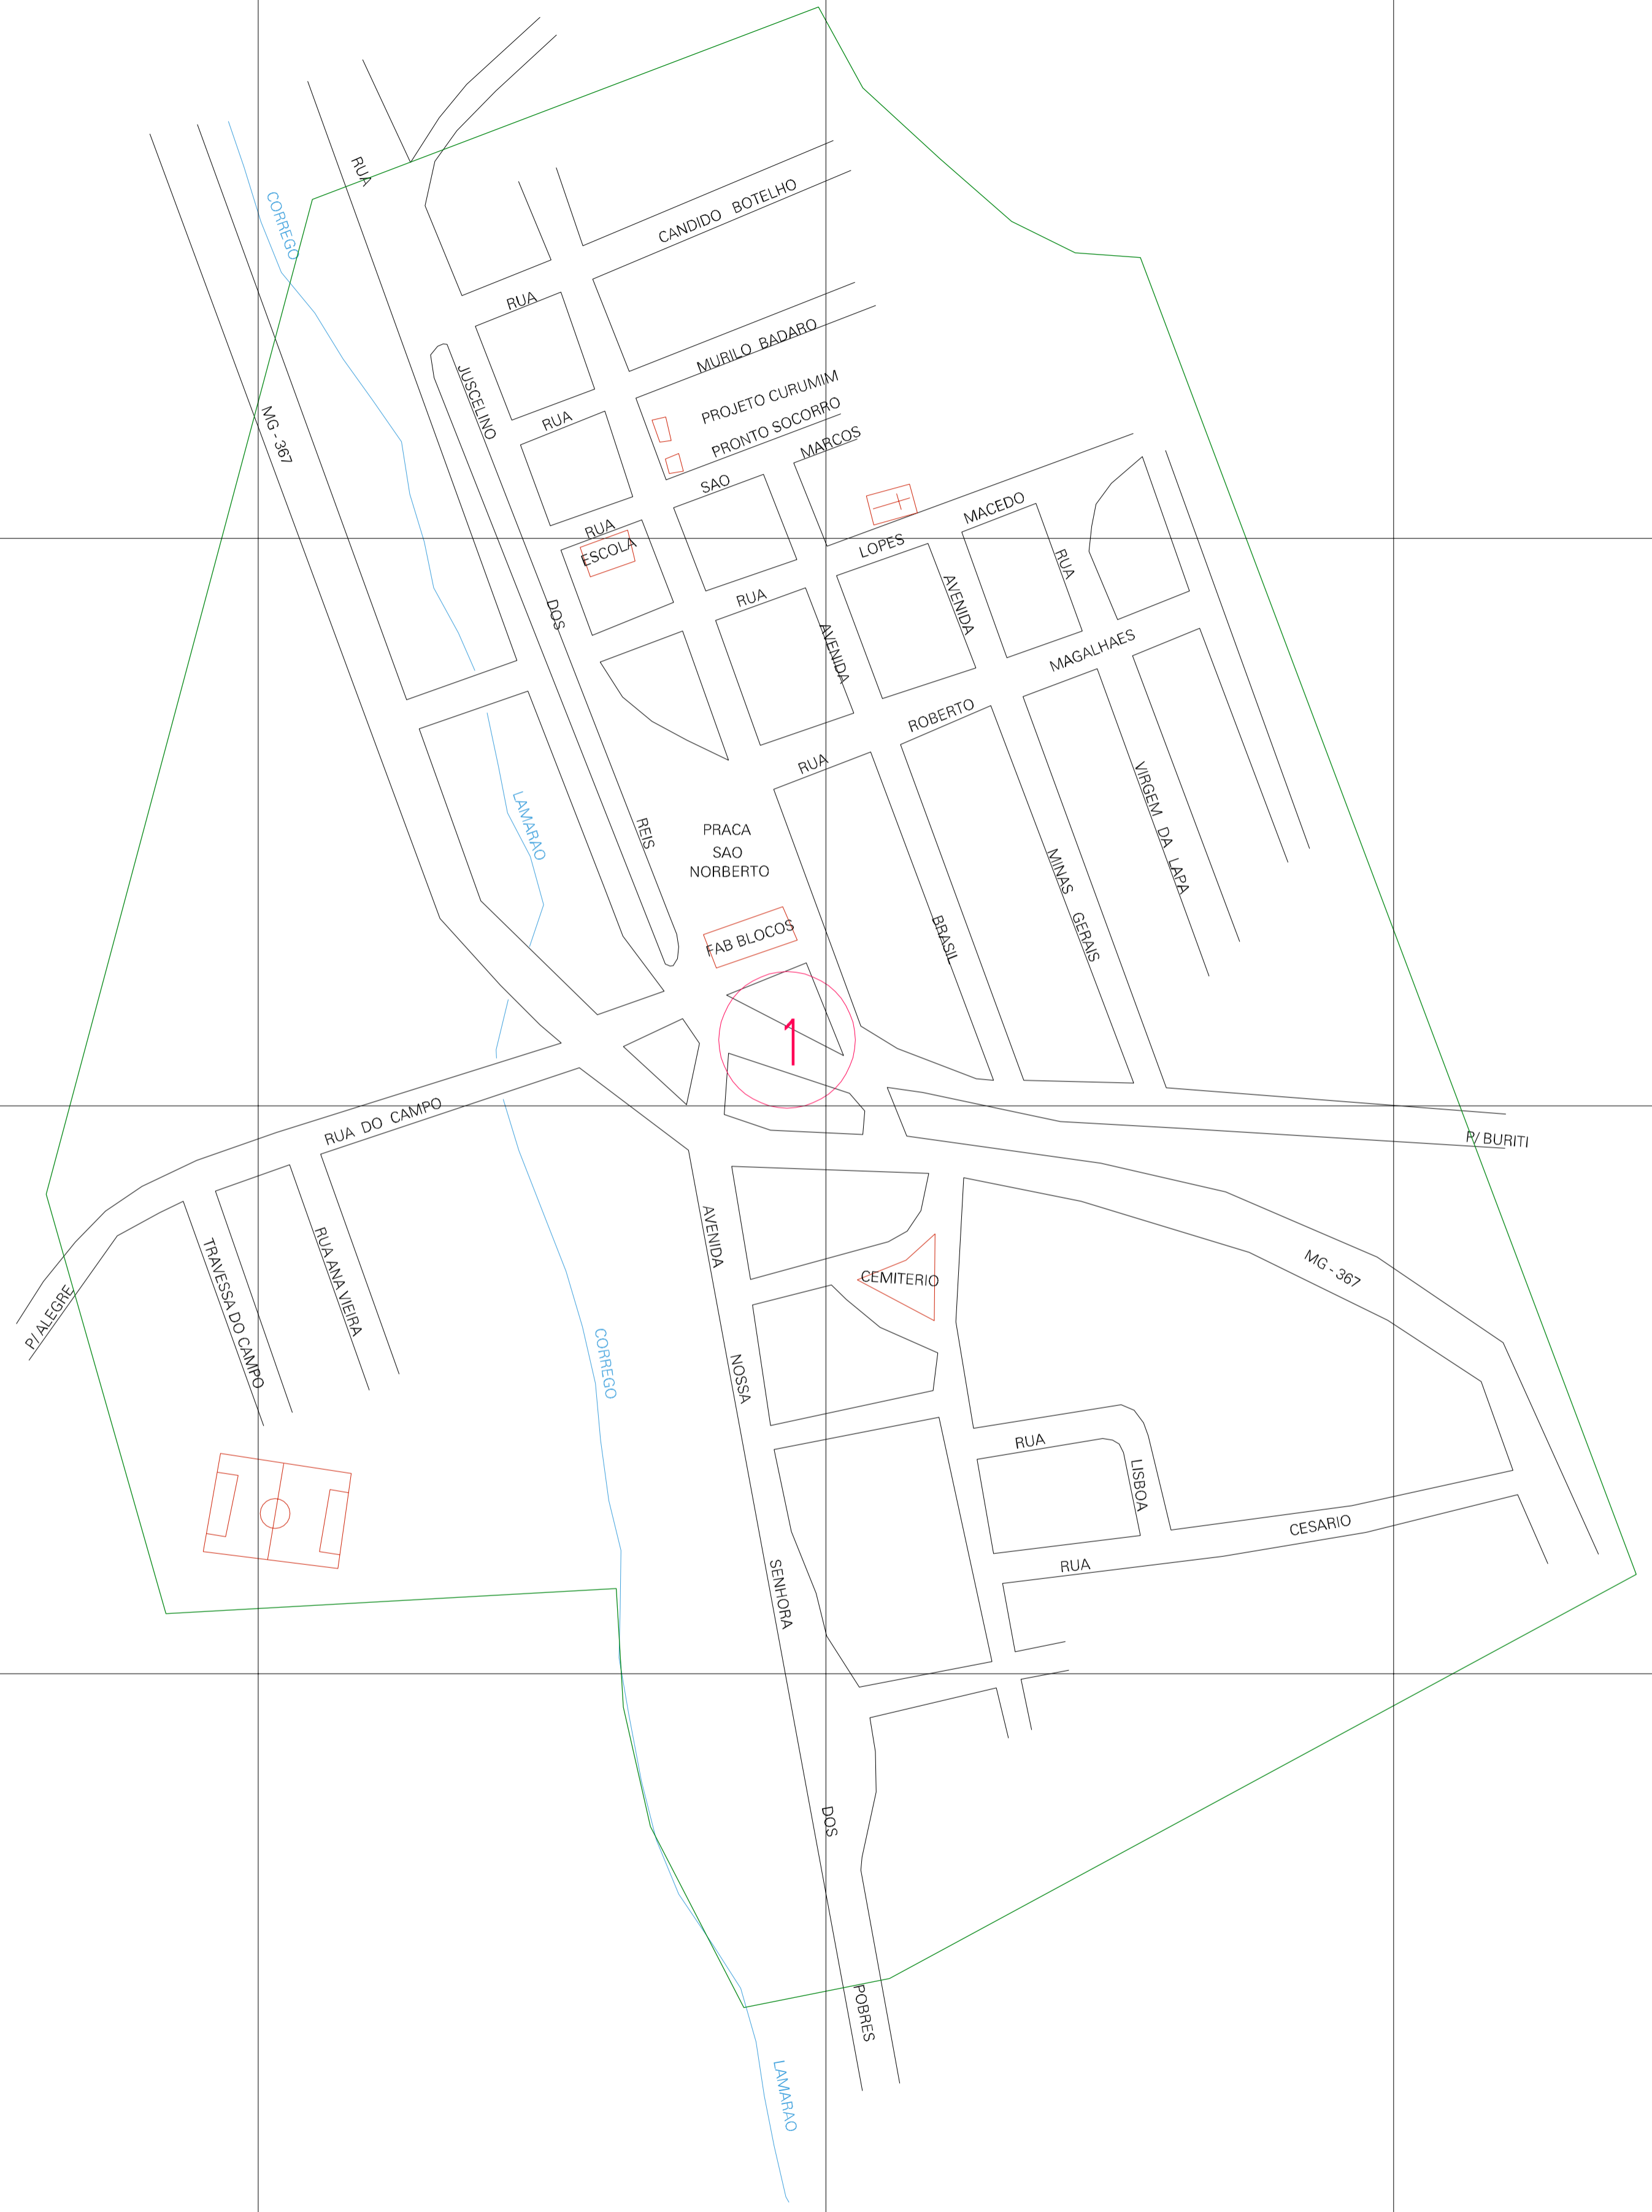 RUA
CORREGO
CANDIDO BOTELHO
RUA
MURILO BADARO
JUSCELINO
PROJETO CURUMIM
PRONTO SOCORRO
RUA
MG - 367
MARCOS
SAO
MACEDO
RUA
ESCOLA
LOPES
RUA
AVENIDA
RUA
DOS
AVENIDA
MAGALHAES
ROBERTO
RUA
VIRGEM DA LAPA
LAMARAO
REIS
PRACA
SAO
NORBERTO
MINAS GERAIS
BRASIL
FAB BLOCOS
1
RUA DO CAMPO
P/ BURITI
AVENIDA
TRAVESSA DO CAMPO
RUA ANA VIEIRA
P/ ALEGRE
CEMITERIO
MG - 367
CORREGO
NOSSA
RUA
LISBOA
CESARIO
RUA
SENHORA
DOS
POBRES
LAMARAO